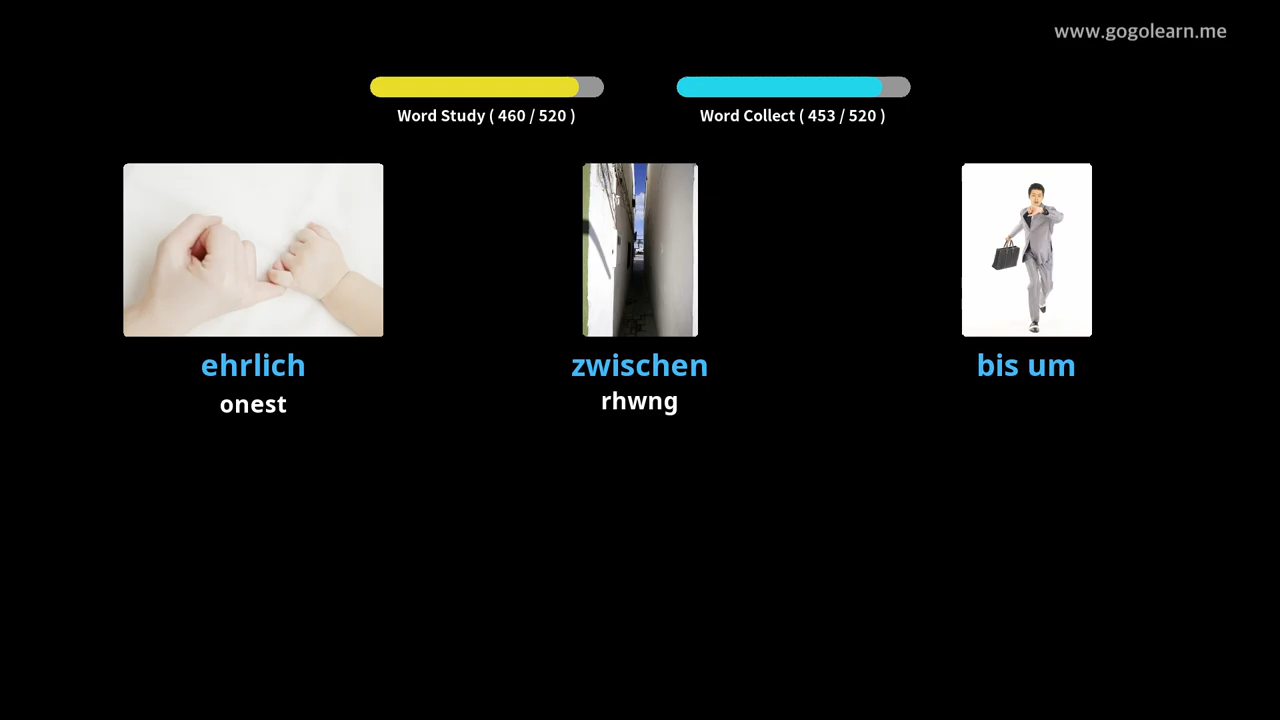 www.gogolearn.me
Word Study ( 460 / 520 )
Word Collect ( 453 / 520 )
ehrlich
onest
zwischen
rhwng
bis um